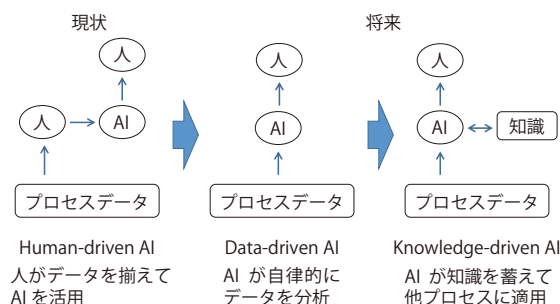 現状
将来
人
人
AI
プロセスデータ
Human-driven AI
人がデータを揃えて
AIを活用
人
AI
プロセスデータ
Data-driven AI
AI が自律的に
データを分析
人
AI
知識
プロセスデータ
Knowledge-driven AI
AI が知識を蓄えて
他プロセスに適用